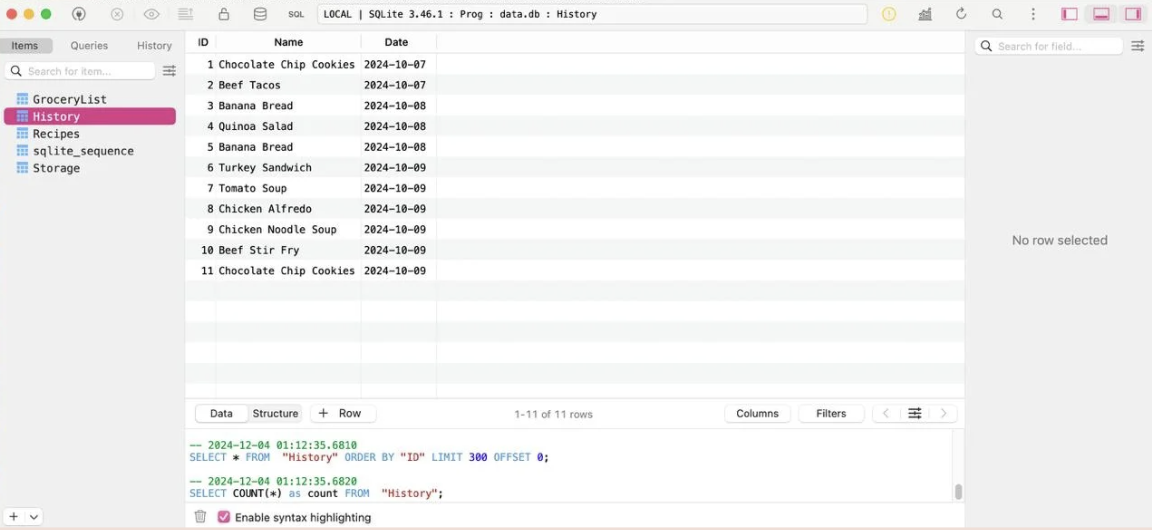 SQL
LOCAL | SQLite 3.46.1 : Prog : data.db : History
Items Queries History
Search for item...
GroceryList
History
Recipes
sqlite_sequence
Storage
ID Name Date
1 Chocolate Chip Cookies 2024-10-07
2 Beef Tacos 2024-10-07
3 Banana Bread 2024-10-08
4 Quinoa Salad 2024-10-08
5 Banana Bread 2024-10-08
6 Turkey Sandwich 2024-10-09
7 Tomato Soup 2024-10-09
8 Chicken Alfredo 2024-10-09
9 Chicken Noodle Soup 2024-10-09
10 Beef Stir Fry 2024-10-09
11 Chocolate Chip Cookies 2024-10-09
Search for field...
No row selected
Data Structure + Row 1-11 of 11 rows Columns Filters
-- 2024-12-04 01:12:35.6810
SELECT * FROM "History" ORDER BY "ID" LIMIT 300 OFFSET 0;
-- 2024-12-04 01:12:35.6820
SELECT COUNT(*) as count FROM "History";
Enable syntax highlighting